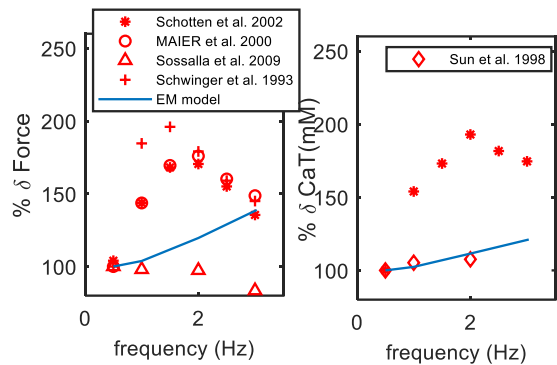 Schotten et al. 2002
MAIER et al. 2000
Sossalla et al. 2009
Schwinger et al. 1993
EM model
% δ Force
250
200
150
100
0
2
frequency (Hz)
Sun et al. 1998
% δ CaT(mM)
250
200
150
100
0
2
frequency (Hz)